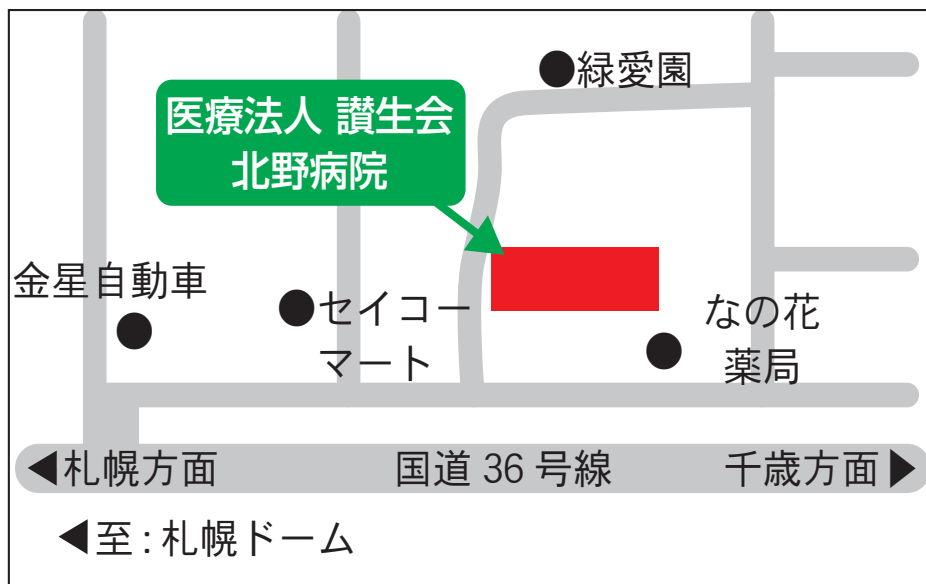 緑愛園
医療法人 讃生会
北野病院
金星自動車
セイコー
マート
なの花
薬局
◀札幌方面
国道 36 号線
千歳方面▶
◀至:札幌ドーム